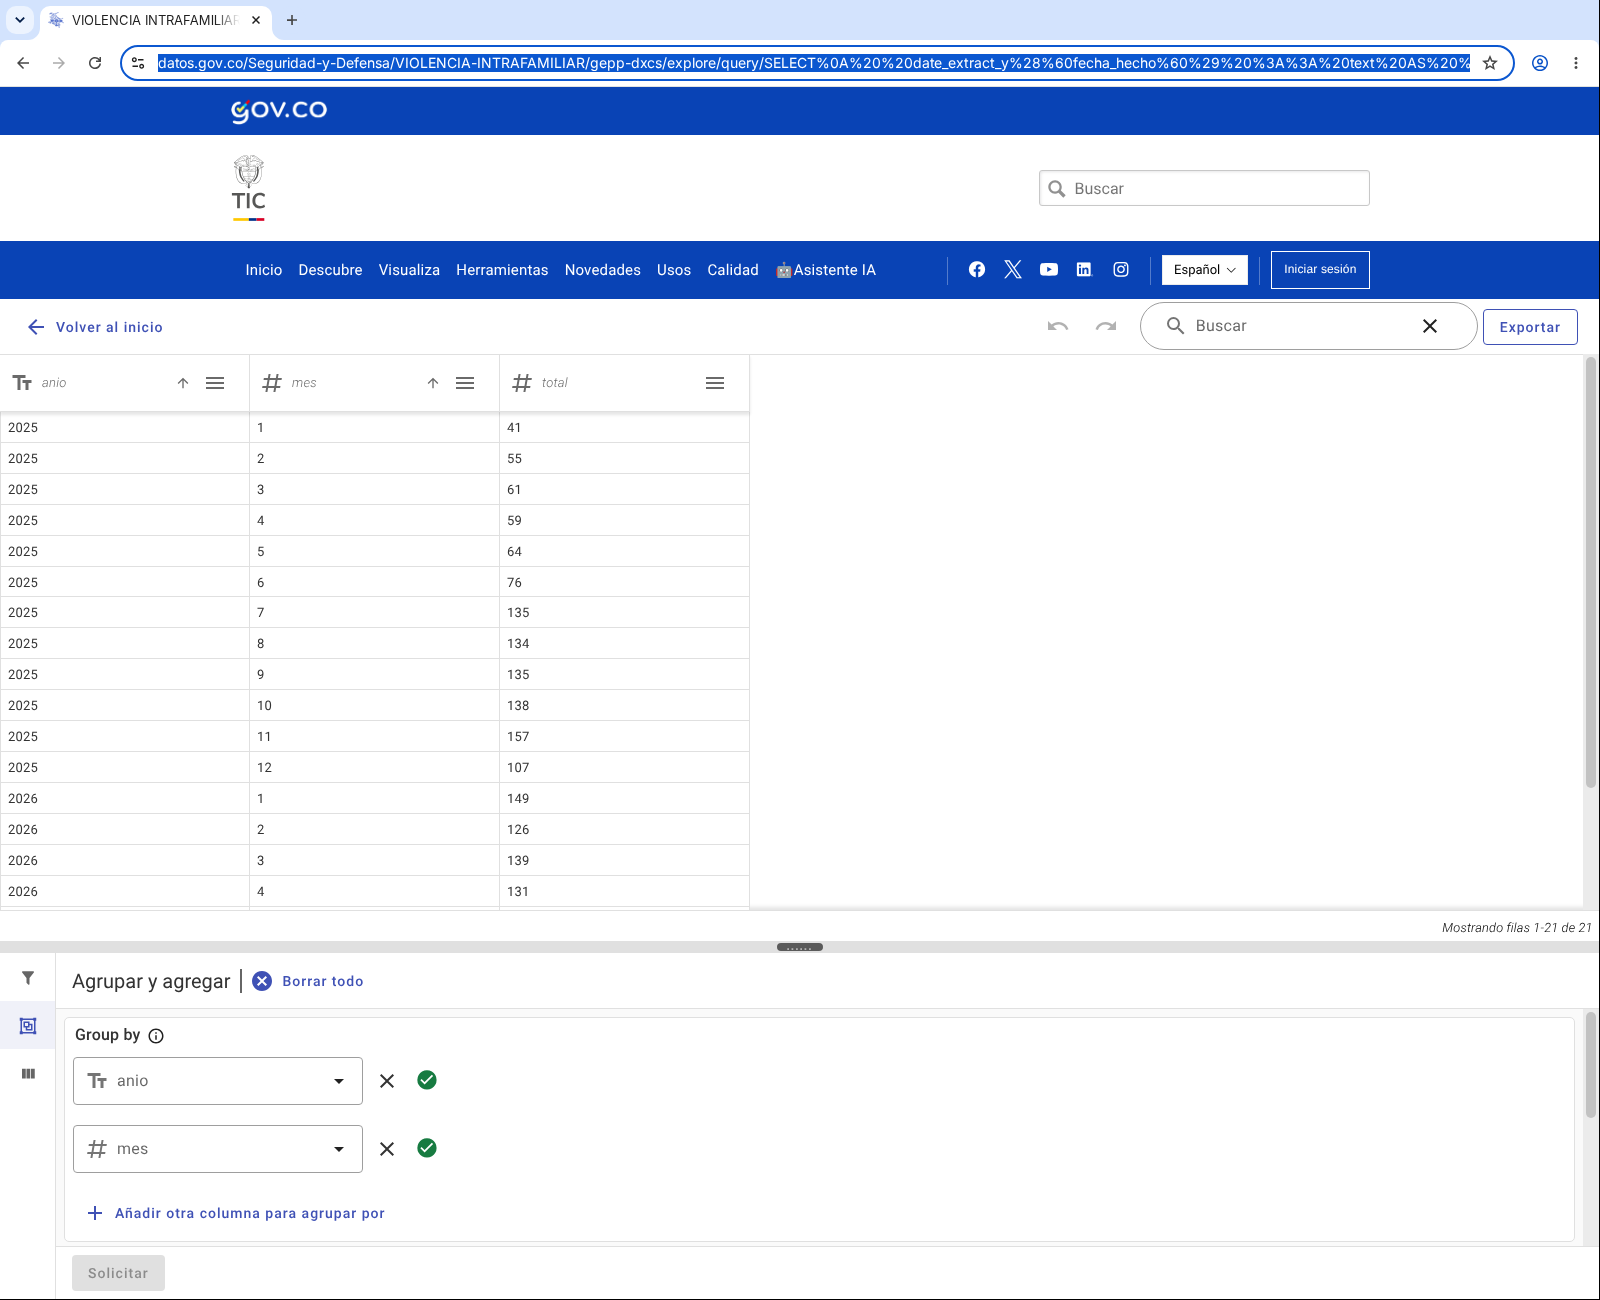 VIOLENCIA INTRAFAMILIAR
datos.gov.co/Seguridad-y-Defensa/VIOLENCIA-INTRAFAMILIAR/gepp-dxcs/explore/query/SELECT%0A%20%20date_extract_y%28%60fecha_hecho%60%29%20%3A%3A%20text%20AS%20%
GOV.CO
TIC
Buscar
Inicio Descubre Visualiza Herramientas Novedades Usos Calidad 🤖Asistente IA Español Iniciar sesión
Volver al inicio Buscar Exportar
anio mes total
2025 1 41
2025 2 55
2025 3 61
2025 4 59
2025 5 64
2025 6 76
2025 7 135
2025 8 134
2025 9 135
2025 10 138
2025 11 157
2025 12 107
2026 1 149
2026 2 126
2026 3 139
2026 4 131
Mostrando filas 1-21 de 21
Agrupar y agregar | Borrar todo
Group by
anio
mes
Añadir otra columna para agrupar por
Solicitar